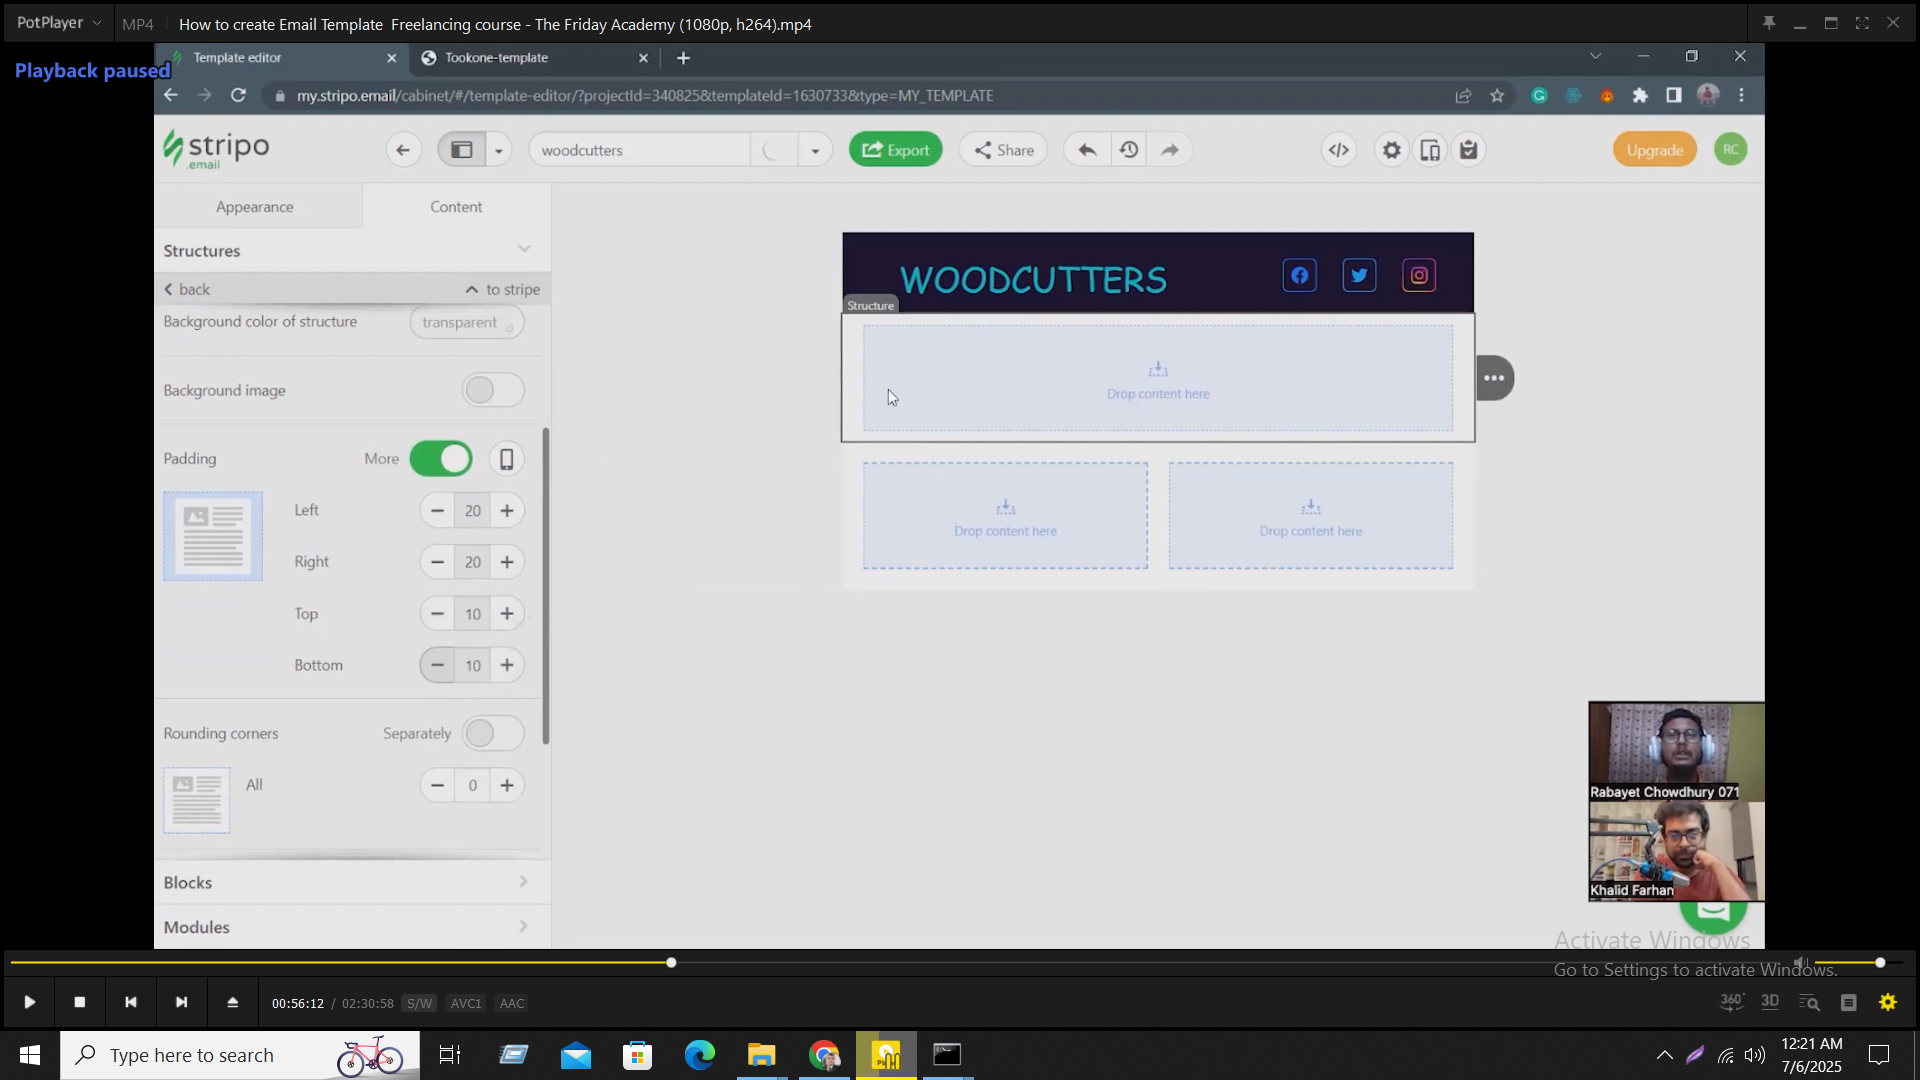 PotPlayer MP4 How to create Email Template Freelancing course - The Friday Academy (1080p, h264).mp4
Playback paused
Template editor Tookone-template
my.stripo.email/cabinet/#/template-editor/?projectId=340825&templateId=1630733&type=MY_TEMPLATE
stripo
.email
woodcutters
Export
Share
Upgrade
RC
Appearance Content
Structures
back
to stripe
Background color of structure transparent
Background image
Padding More
Left 20
Right 20
Top 10
Bottom 10
Rounding corners Separately
All 0
Blocks
Modules
WOODCUTTERS
Structure
Drop content here
Drop content here Drop content here
Rabayet Chowdhury 071
Khalid Farhan
Activate Windows
Go to Settings to activate Windows.
00:56:12 / 02:30:58 S/W AVC1 AAC
360° 3D
Type here to search
12:21 AM
7/6/2025